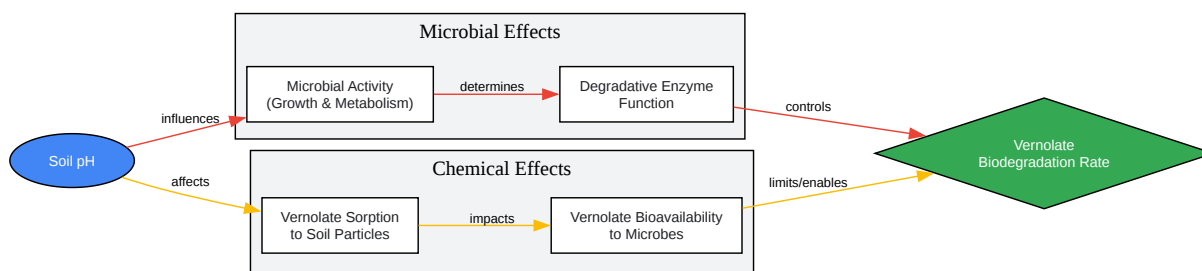 Microbial Effects
Microbial Activity
(Growth & Metabolism)
determines
Degradative Enzyme
Function
influences
controls
Soil pH
Vernolate
Biodegradation Rate
affects
Chemical Effects
Vernolate Sorption
to Soil Particles
impacts
Vernolate Bioavailability
to Microbes
limits/enables